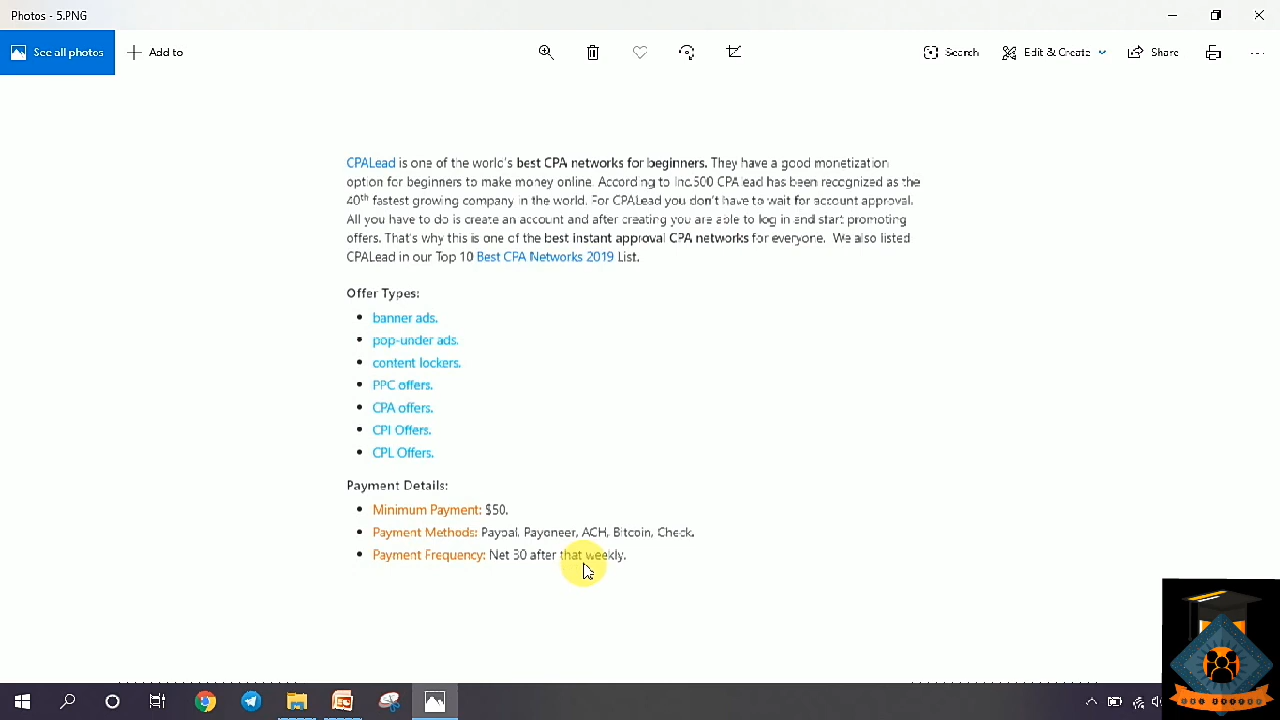 Photos - 5.PNG
See all photos
Add to
Search
Edit & Create
Share
CPALead is one of the world's best CPA networks for beginners. They have a good monetization
option for beginners to make money online. According to Inc.500 CPA lead has been recognized as the
40th fastest growing company in the world. For CPALead you don't have to wait for account approval.
All you have to do is create an account and after creating you are able to log in and start promoting
offers. That's why this is one of the best instant approval CPA networks for everyone. We also listed
CPALead in our Top 10 Best CPA Networks 2019 List.
Offer Types:
banner ads.
pop-under ads.
content lockers.
PPC offers.
CPA offers.
CPI Offers.
CPL Offers.
Payment Details:
Minimum Payment: $50.
Payment Methods: Paypal, Payoneer, ACH, Bitcoin, Check.
Payment Frequency: Net 30 after that weekly.